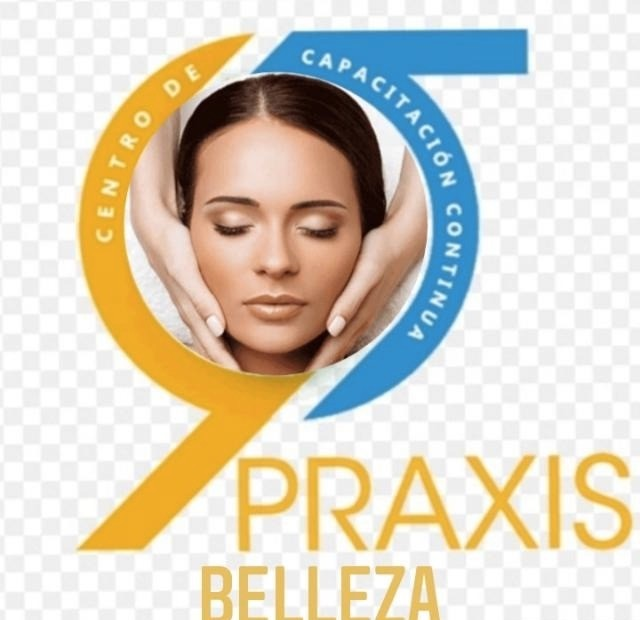 CENTRO DE CAPACITACIÓN CONTINUA
PRAXIS
BELLEZA